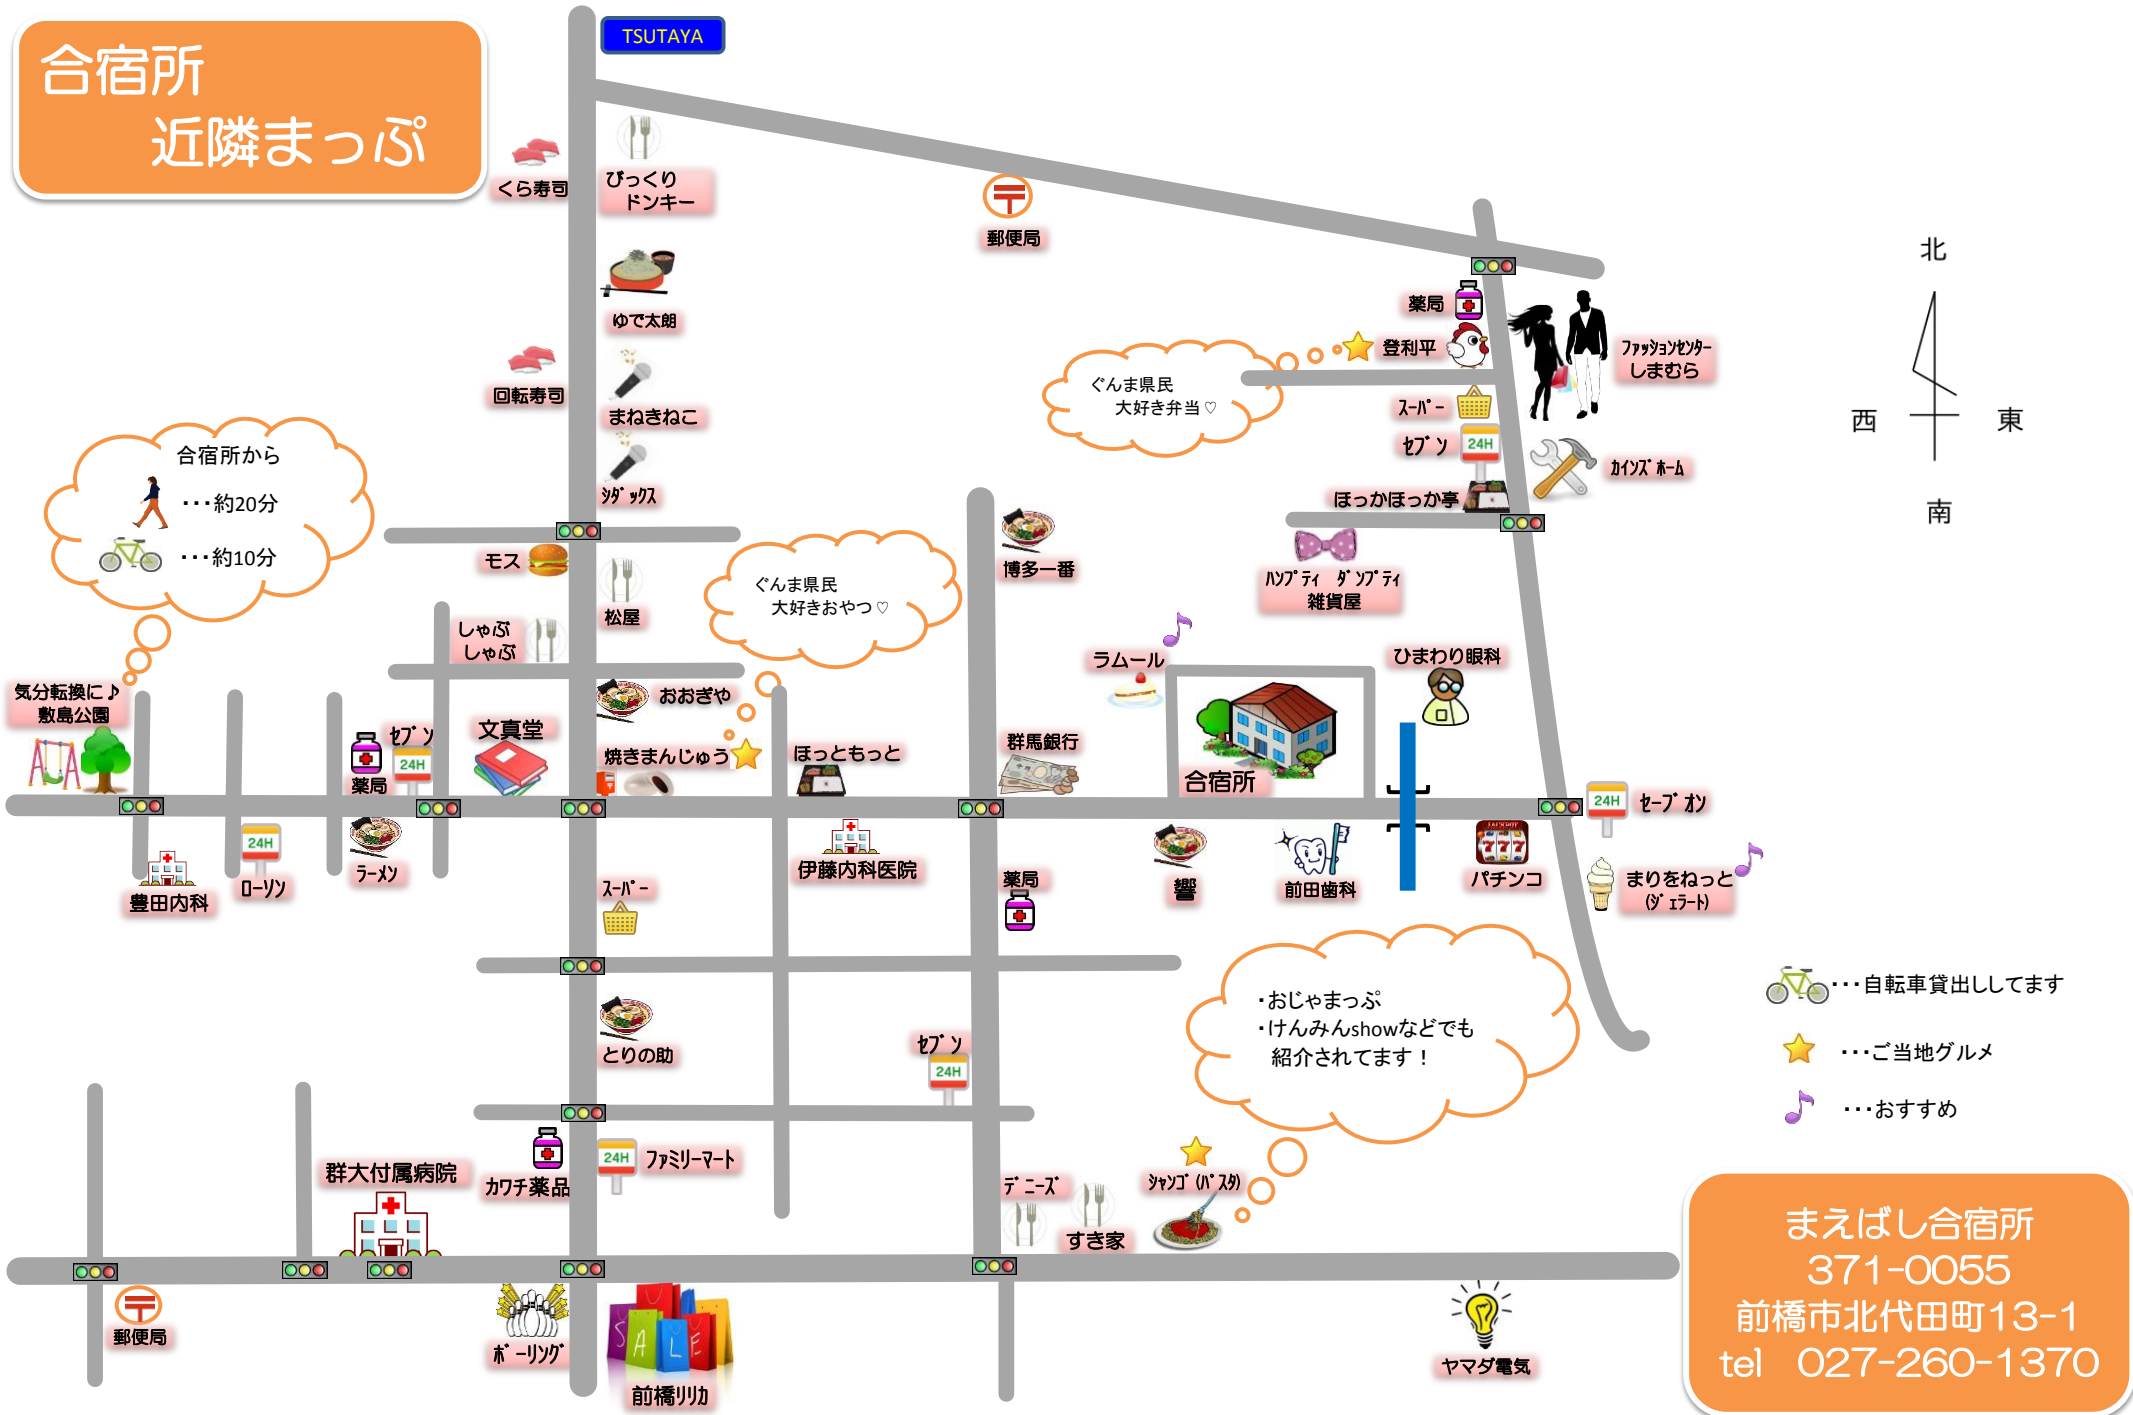 合宿所
近隣まっぷ
TSUTAYA
くら寿司
びっくり
ドンキー
郵便局
ゆで太朗
回転寿司
まねきねこ
シダックス
薬局
登利平
ぐんま県民
大好き弁当♡
ファッションセンター
しまむら
スーパー
セブン
24H
カインズホーム
ほっかほっか亭
北
西
東
南
合宿所から
・・・約20分
・・・約10分
モス
松屋
ぐんま県民
大好きおやつ♡
博多一番
ハンプティ ダンプティ
雑貨屋
しゃぶ
しゃぶ
おおぎや
ラムール
ひまわり眼科
気分転換に♪
敷島公園
薬局
セブン
24H
文真堂
焼きまんじゅう
ほっともっと
群馬銀行
合宿所
24H
セーブオン
豊田内科
24H
ローソン
ラーメン
スーパー
伊藤内科医院
薬局
響
前田歯科
JACKPOT
777
パチンコ
まりをねっと
(ジェラート)
とりの助
セブン
24H
・おじゃまっぷ
・けんみんshowなどでも
紹介されてます！
・・・自転車貸出ししてます
・・・ご当地グルメ
・・・おすすめ
群大付属病院
カワチ薬品
24H
ファミリーマート
デニーズ
すき家
シャンゴ(パスタ)
郵便局
ボーリング
SALE
前橋リリカ
ヤマダ電気
まえばし合宿所
371-0055
前橋市北代田町13-1
tel 027-260-1370